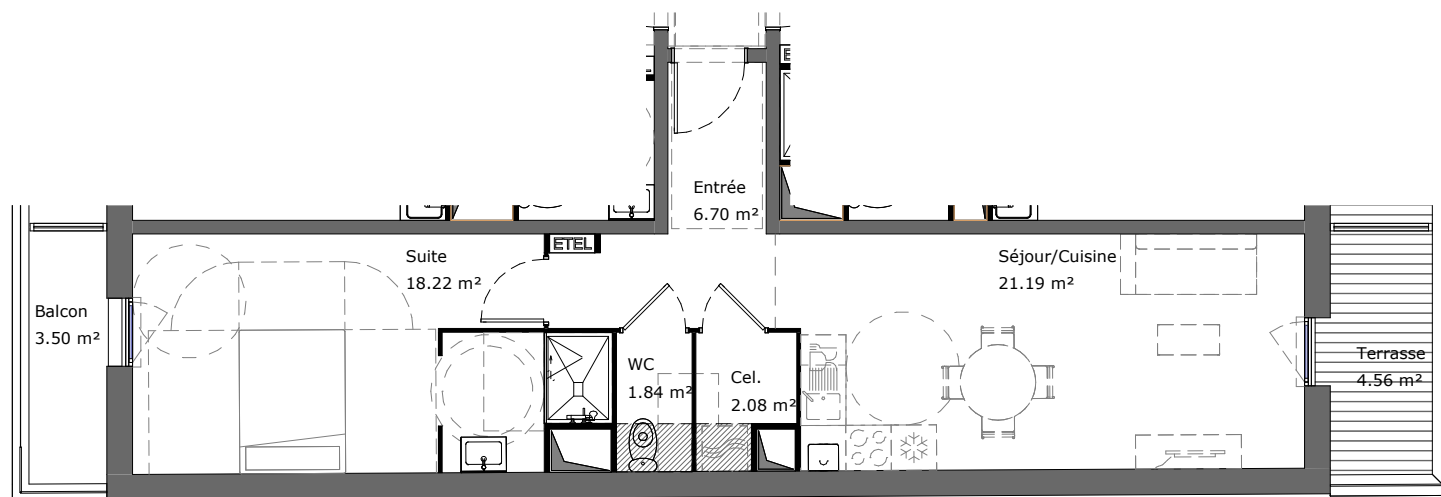 Entrée
6.70 m²
ETEL
Suite
18.22 m²
Séjour/Cuisine
21.19 m²
Balcon
3.50 m²
WC
1.84 m²
Cel.
2.08 m²
Terrasse
4.56 m²